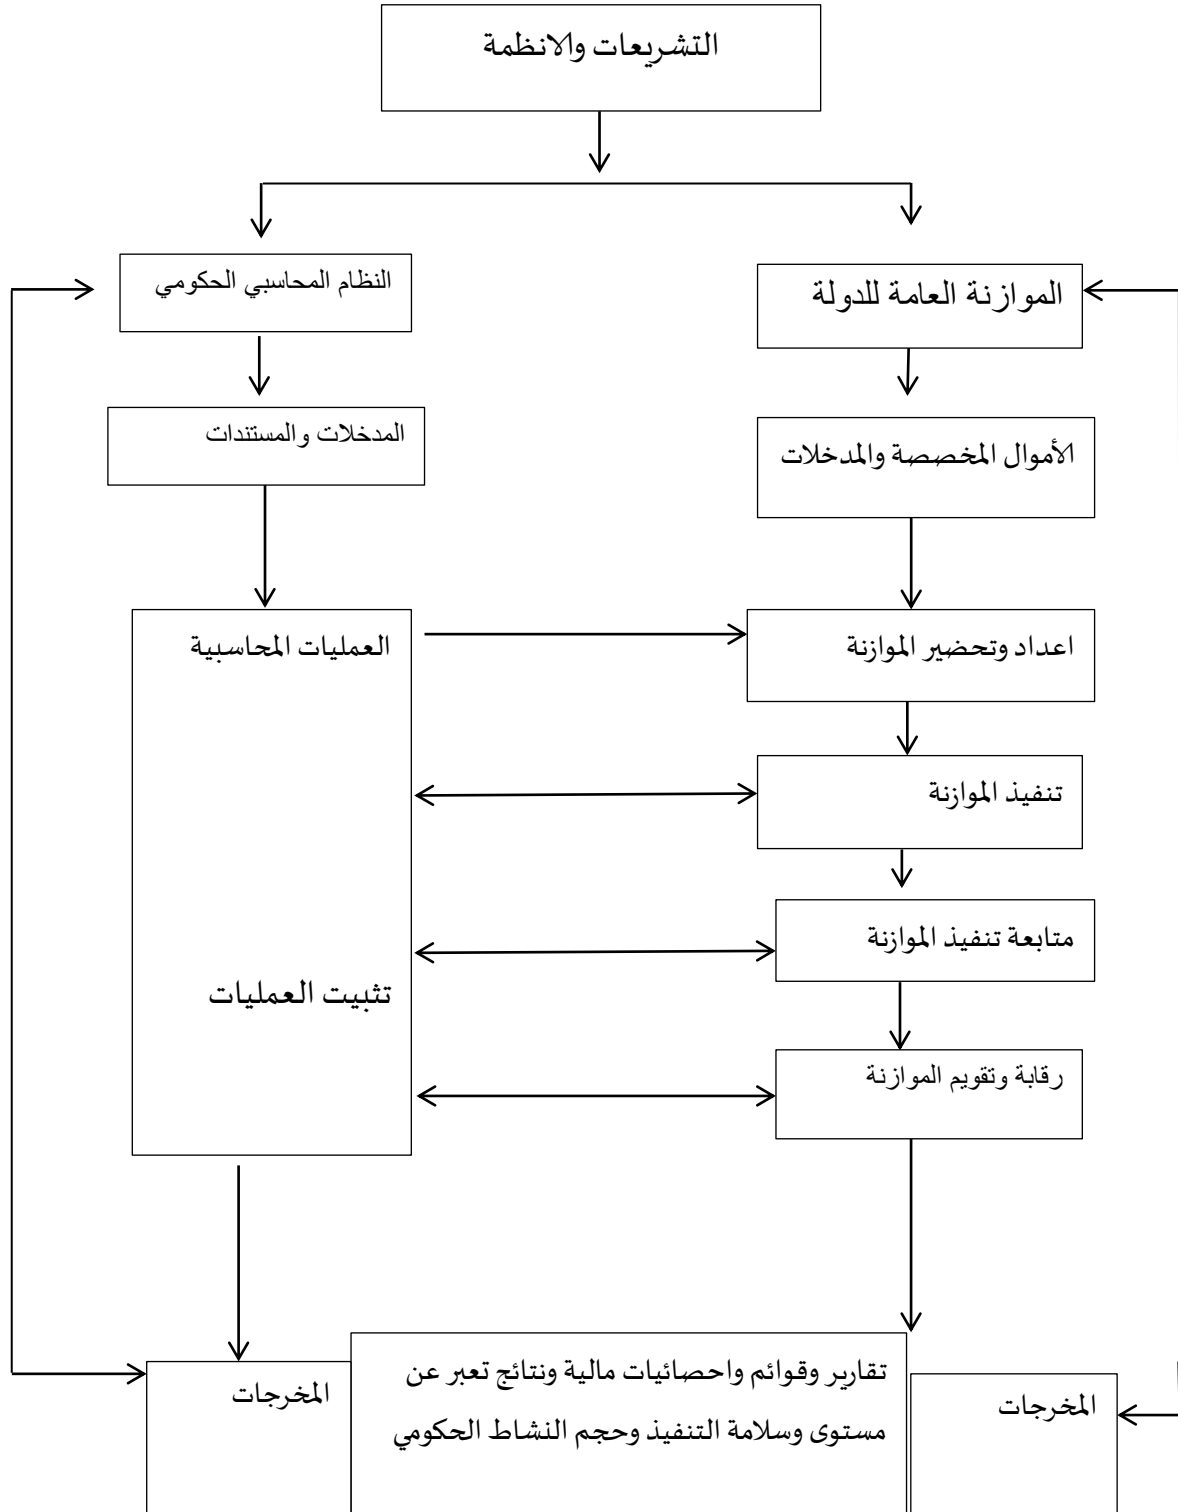 التشريعات والانظمة
الموازنة العامة للدولة
النظام المحاسبي الحكومي
الأموال المخصصة والمدخلات
المدخلات والمستندات
اعداد وتحضير الموازنة
العمليات المحاسبية
تنفيذ الموازنة
متابعة تنفيذ الموازنة
تثبيت العمليات
رقابة وتقويم الموازنة
المخرجات
تقارير وقوائم واحصائيات مالية ونتائج تعبر عن
مستوى وسلامة التنفيذ وحجم النشاط الحكومي
المخرجات